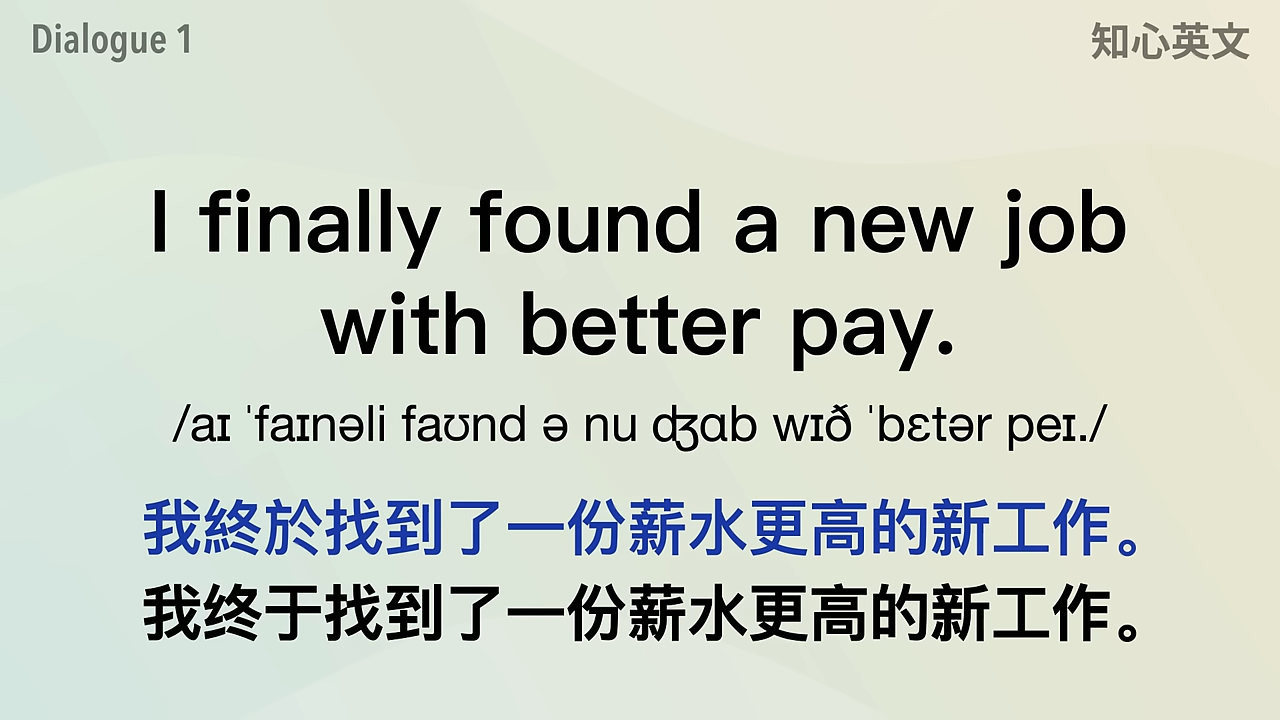 Dialogue 1
知心英文
I finally found a new job
with better pay.
/aɪ ˈfaɪnəli faʊnd ə nu ʤɑb wɪð ˈbɛtər peɪ./
我終於找到了一份薪水更高的新工作。
我终于找到了一份薪水更高的新工作。